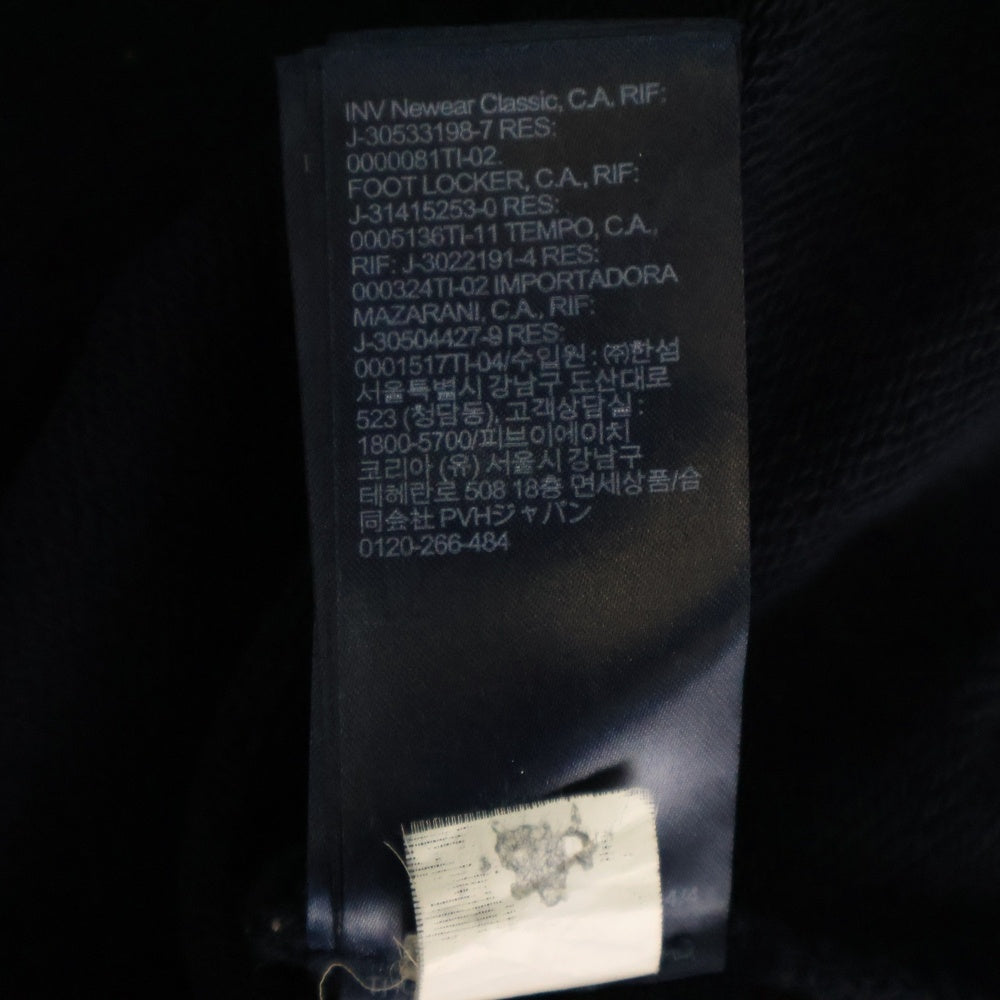 INV Newear Classic, C.A. RIF:
J-30533198-7 RES:
0000081TI-02.
FOOT LOCKER, C.A., RIF:
J-31415253-0 RES:
0005136TI-11 TEMPO, C.A.,
RIF: J-3022191-4 RES:
000324TI-02 IMPORTADORA
MAZARANI, C.A., RIF:
J-30504427-9 RES:
0001517TI-04/수입원 : ㈜한섬
서울특별시 강남구 도산대로
523 (청담동), 고객상담실 :
1800-5700/피브이에이치
코리아 (유) 서울시 강남구
테헤란로 508 18층 면세상품/合
同会社 PVHジャパン
0120-266-484